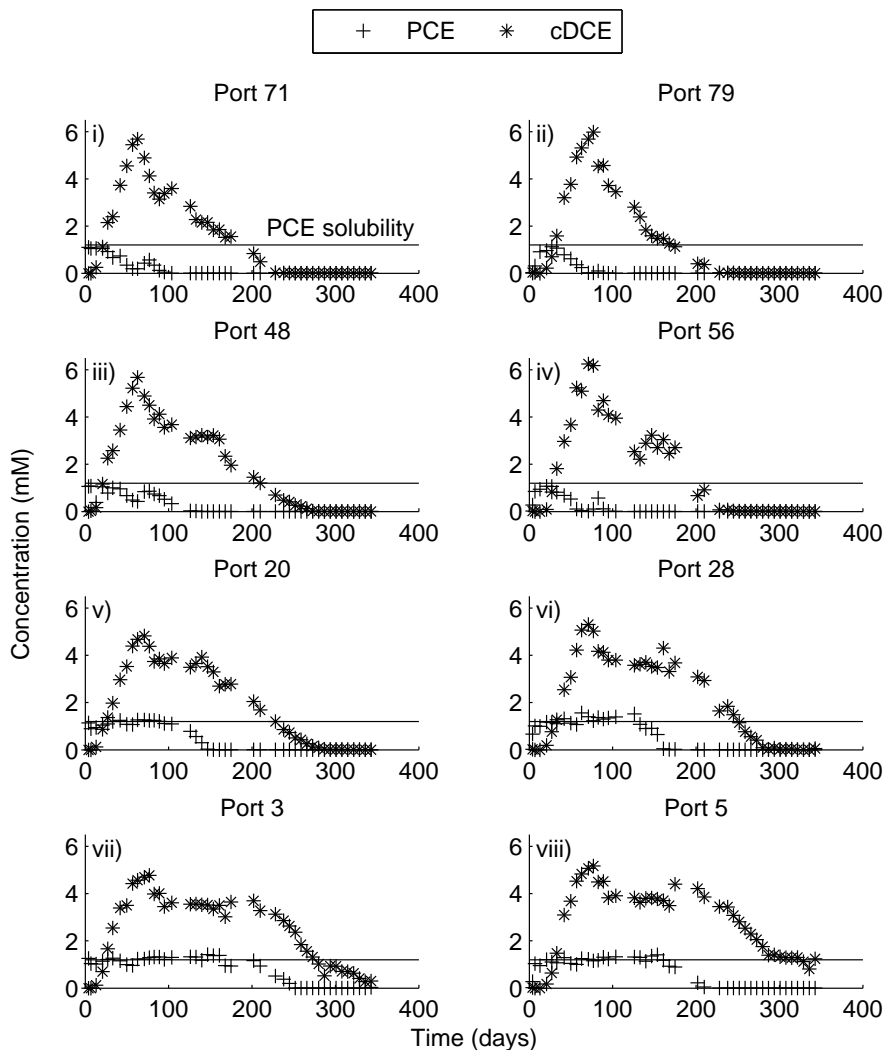 PCE cDCE
Port 71 Port 79
i) ii)
6 6
4 4
2 PCE solubility 2
0 0
0 100 200 300 400 0 100 200 300 400
Port 48 Port 56
iii) iv)
6 6
4 4
2 2
0 0
0 100 200 300 400 0 100 200 300 400
Concentration (mM)
Port 20 Port 28
v) vi)
6 6
4 4
2 2
0 0
0 100 200 300 400 0 100 200 300 400
Port 3 Port 5
vii) viii)
6 6
4 4
2 2
0 0
0 100 200 300 400 0 100 200 300 400
Time (days)